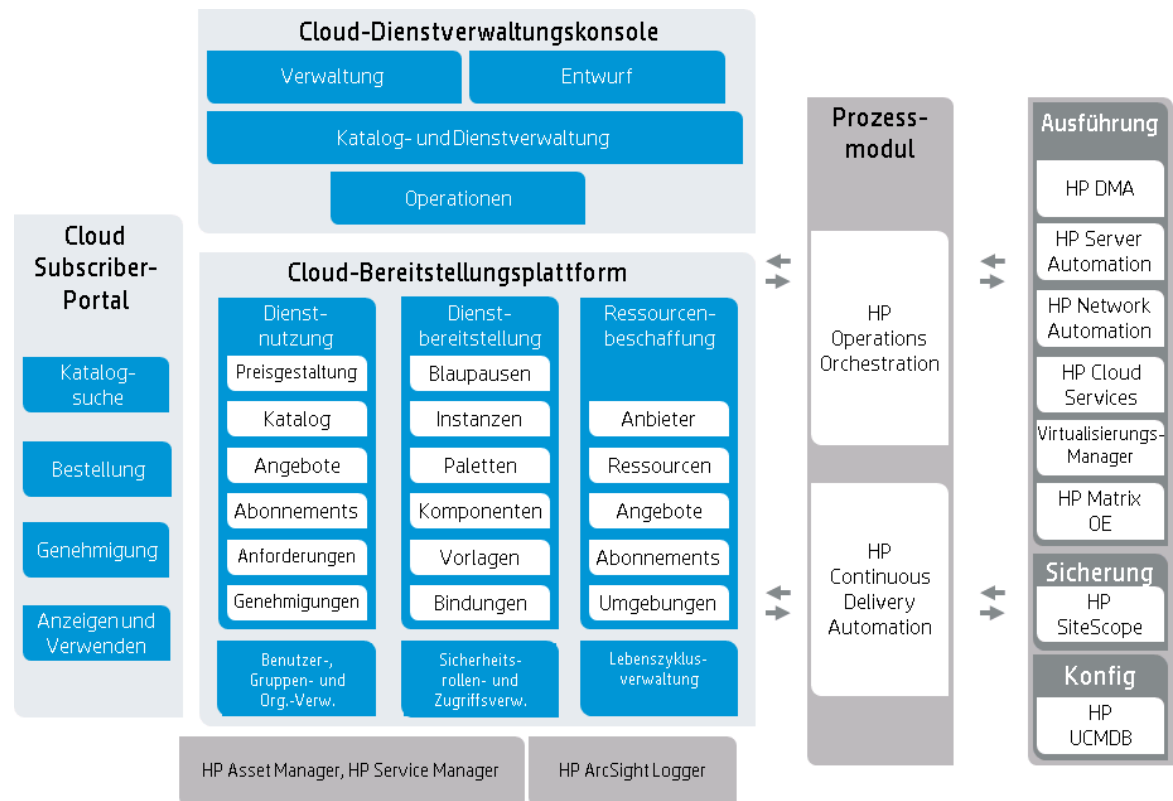 Cloud-Dienstverwaltungskonsole
Verwaltung
Entwurf
Katalog- und Dienstverwaltung
Operationen
Cloud
Subscriber-
Portal
Katalog-
suche
Bestellung
Genehmigung
Anzeigen und
Verwenden
Cloud-Bereitstellungsplattform
Dienst-
nutzung
Preisgestaltung
Katalog
Angebote
Abonnements
Anforderungen
Genehmigungen
Dienst-
bereitstellung
Blaupausen
Instanzen
Paletten
Komponenten
Vorlagen
Bindungen
Ressourcen-
beschaffung
Anbieter
Ressourcen
Angebote
Abonnements
Umgebungen
Benutzer-,
Gruppen- und
Org.-Verw.
Sicherheits-
rollen- und
Zugriffsverw.
Lebenszyklus-
verwaltung
HP Asset Manager, HP Service Manager
HP ArcSight Logger
Prozess-
modul
HP
Operations
Orchestration
HP
Continuous
Delivery
Automation
Ausführung
HP DMA
HP Server
Automation
HP Network
Automation
HP Cloud
Services
Virtualisierungs-
Manager
HP Matrix
OE
Sicherung
HP
SiteScope
Konfig
HP
UCMDB